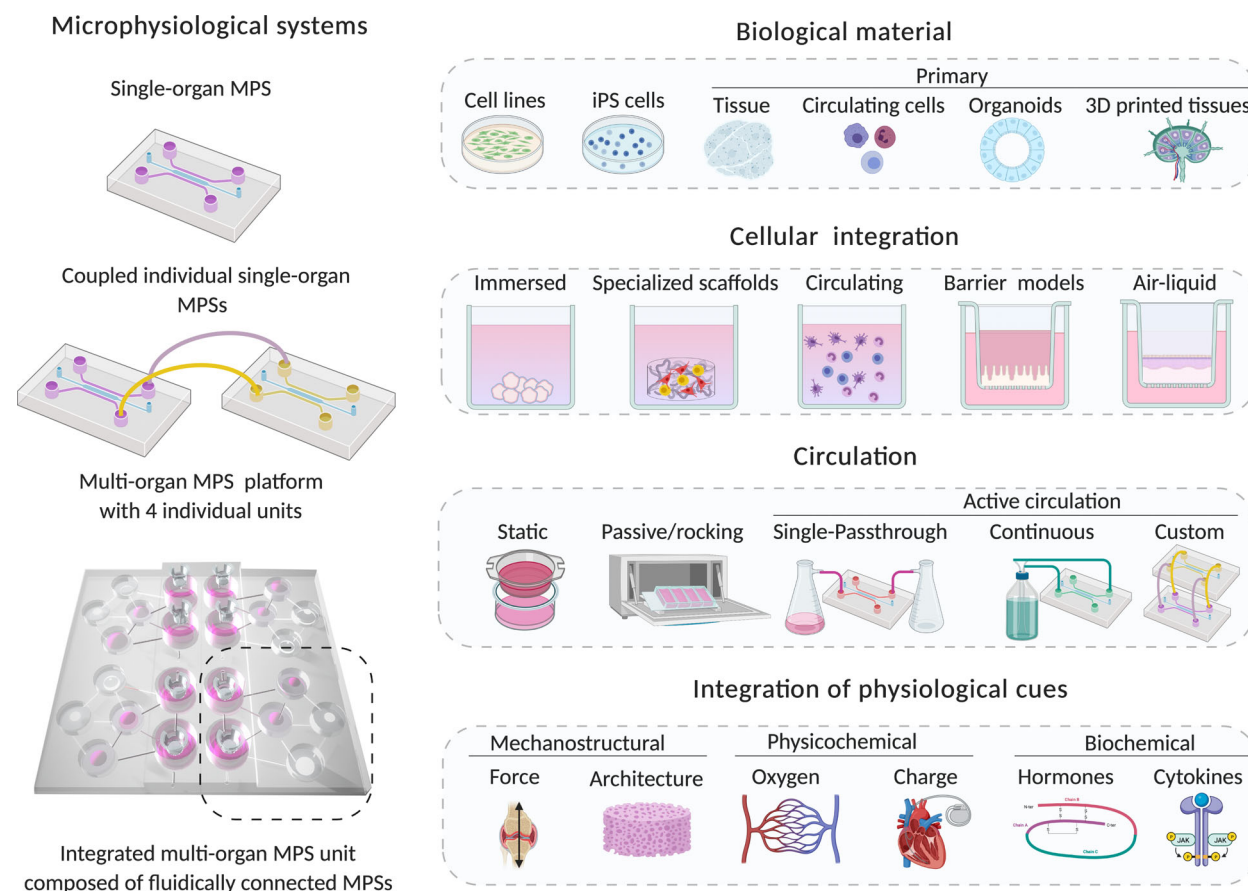 Microphysiological systems
Single-organ MPS
Coupled individual single-organ
MPSs
Multi-organ MPS platform
with 4 individual units
Integrated multi-organ MPS unit
composed of fluidically connected MPSs
Biological material
Primary
Cell lines
iPS cells
Tissue
Circulating cells
Organoids
3D printed tissues
Cellular integration
Immersed
Specialized scaffolds
Circulating
Barrier models
Air-liquid
Circulation
Active circulation
Static
Passive/rocking
Single-Passthrough
Continuous
Custom
Integration of physiological cues
Mechanostructural
Physicochemical
Biochemical
Force
Architecture
Oxygen
Charge
Hormones
Cytokines
Chain B
N-ter
S S
S S
Chain A
C-ter
S S
Chain C
P JAK JAK P
P P